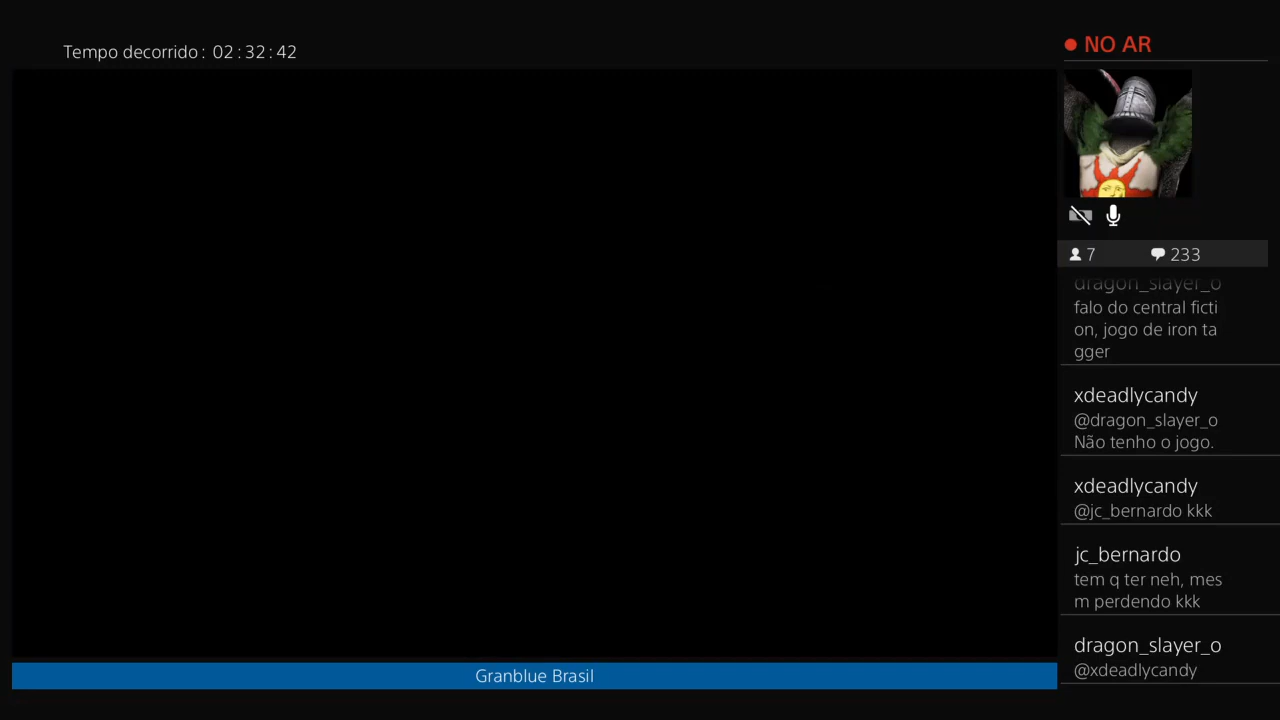 Tempo decorrido : 02 : 32 : 42
NO AR
7 233
dragon_slayer_o
falo do central ficti
on, jogo de iron ta
gger
xdeadlycandy
@dragon_slayer_o
Não tenho o jogo.
xdeadlycandy
@jc_bernardo kkk
jc_bernardo
tem q ter neh, mes
m perdendo kkk
dragon_slayer_o
@xdeadlycandy
Granblue Brasil